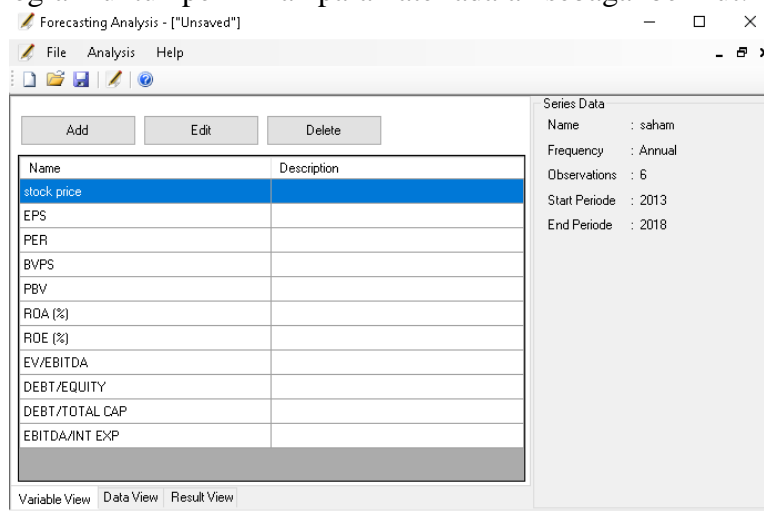 Forecasting Analysis - ["Unsaved"]
File Analysis Help
Add Edit Delete
Name Description
stock price
EPS
PER
BVPS
PBV
ROA (%)
ROE (%)
EV/EBITDA
DEBT/EQUITY
DEBT/TOTAL CAP
EBITDA/INT EXP
Variable View Data View Result View
Series Data
Name : saham
Frequency : Annual
Observations : 6
Start Periode : 2013
End Periode : 2018